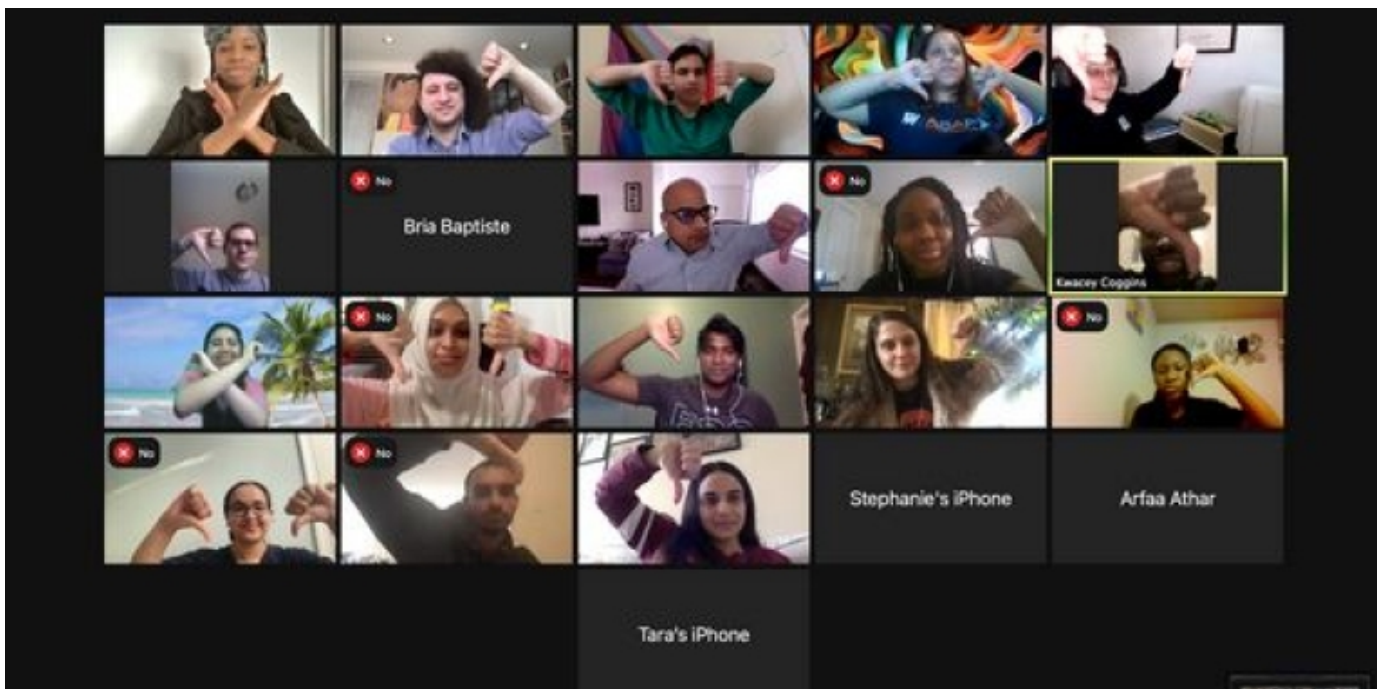 No
Bria Baptiste
No
Kwacey Coggins
No
No
No
No
Stephanie's iPhone
Arfaa Athar
Tara's iPhone